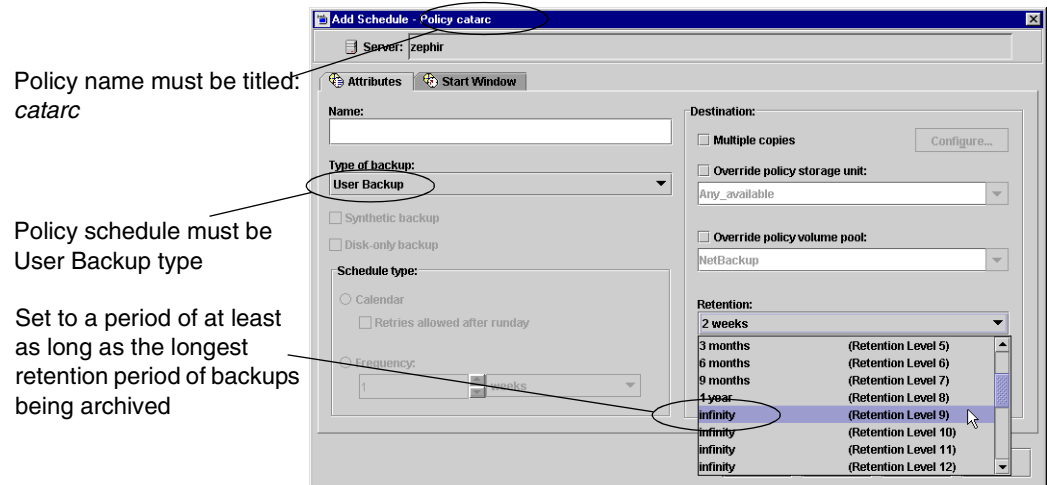 Add Schedule - Policy catarc
Server: zephir
Policy name must be titled:
catarc
Attributes
Start Window
Name:
Type of backup:
User Backup
Synthetic backup
Disk-only backup
Schedule type:
Calendar
Retries allowed after runday
Frequency:
1 weeks
Policy schedule must be
User Backup type
Set to a period of at least
as long as the longest
retention period of backups
being archived
Destination:
Multiple copies
Configure...
Override policy storage unit:
Any_available
Override policy volume pool:
NetBackup
Retention:
2 weeks
3 months (Retention Level 5)
6 months (Retention Level 6)
9 months (Retention Level 7)
1 year (Retention Level 8)
infinity (Retention Level 9)
infinity (Retention Level 10)
infinity (Retention Level 11)
infinity (Retention Level 12)